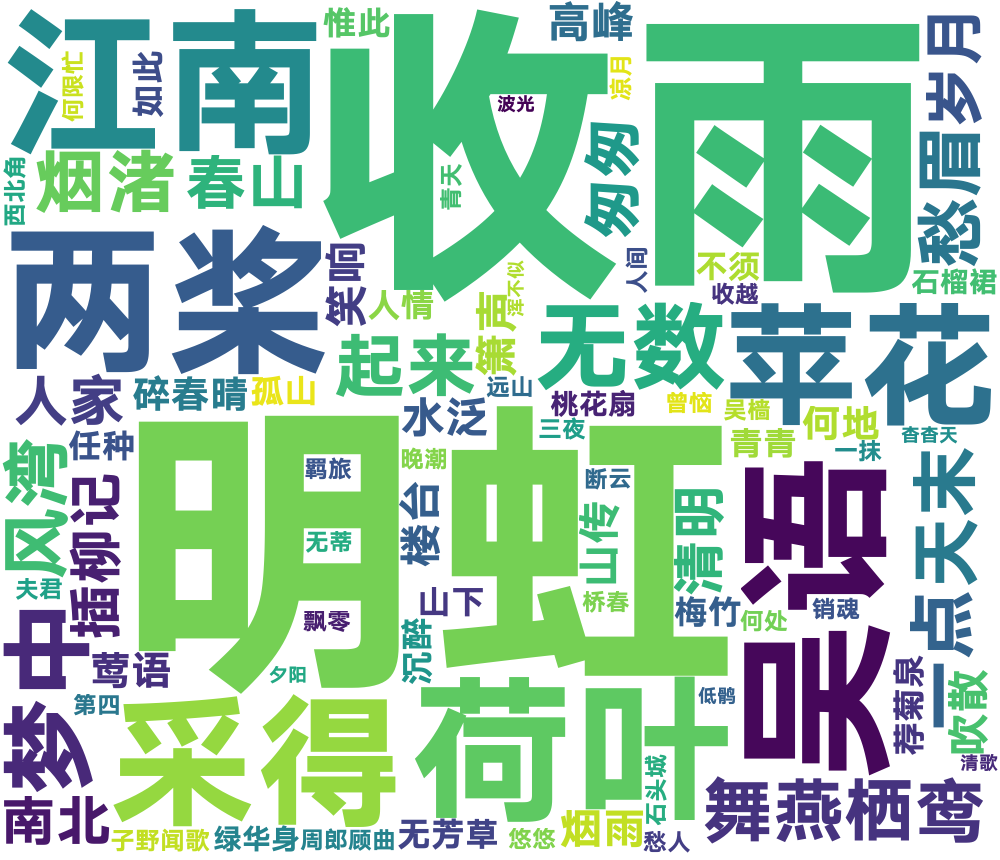 江南
收雨
惟此
高峰
岁月
何限忙
如此
凉月
波光
匆匆
烟渚
春山
西北角
青天
愁眉
两桨
笑响
人间
不须
收越
石榴裙
人情
浑不似
箫声
无数
苹花
起来
人家
碎春晴
孤山
远山
桃花扇
曾恼
吴樯
何地
水泛
三夜
青青
一抹
杳杳天
任种
风湾
插柳记
明虹
羁旅
晚潮
断云
吴语
一点天末
楼台
山传
清明
无蒂
夫君
山下
桥春
梅竹
何处
销魂
飘零
沉醉
中梦
莺语
夕阳
第四
低鹘
荐菊泉
吹散
采得
荷叶
清歌
石头城
南北
舞燕栖鸾
子野闻歌
绿华身
周郎顾曲
无芳草
悠悠
烟雨
愁人